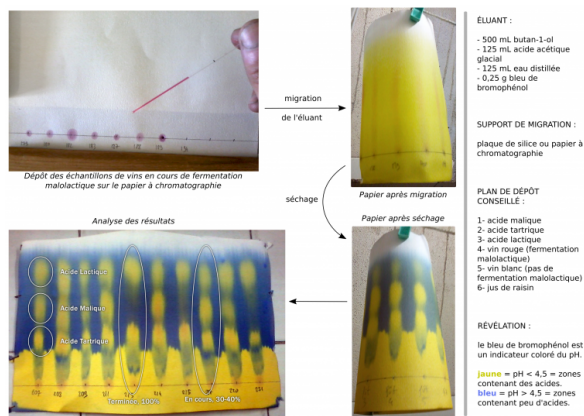 migration
de l'éluant
Dépôt des échantillons de vins en cours de fermentation
malolactique sur le papier à chromatographie
Papier après migration
séchage
Analyse des résultats
Papier après séchage
Acide Lactique
Acide Malique
Acide Tartrique
Terminée, 100%
En cours, 30-40%
ÉLUANT :
- 500 mL butan-1-ol
- 125 mL acide acétique
glacial
- 125 mL eau distillée
- 0,25 g bleu de
bromophénol
SUPPORT DE MIGRATION :
plaque de silice ou papier à
chromatographie
PLAN DE DÉPÔT
CONSEILLÉ :
1- acide malique
2- acide tartrique
3- acide lactique
4- vin rouge (fermentation
malolactique)
5- vin blanc (pas de
fermentation malolactique)
6- jus de raisin
RÉVÉLATION :
le bleu de bromophénol est
un indicateur coloré du pH.
jaune = pH < 4,5 = zones
contenant des acides.
bleu = pH > 4,5 = zones
contenant peu d'acides.